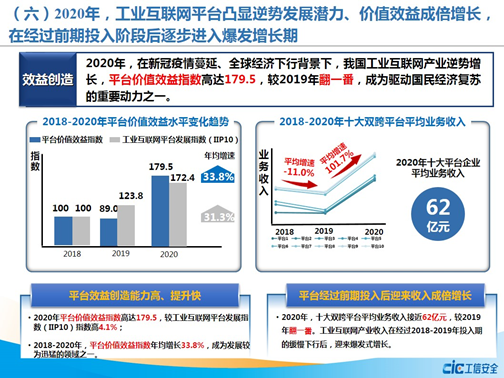 （六）2020年，工业互联网平台凸显逆势发展潜力、价值效益成倍增长，
在经过前期投入阶段后逐步进入爆发增长期
效益创造
2020年，在新冠疫情蔓延、全球经济下行背景下，我国工业互联网产业逆势增
长，平台价值效益指数高达179.5，较2019年翻一番，成为驱动国民经济复苏
的重要动力之一。
2018-2020年平台价值效益水平变化趋势
平台价值效益指数
工业互联网平台发展指数（IIP10）
指数
100
100
89.0
123.8
179.5
172.4
2018
2019
2020
年均增速
33.8%
31.3%
2018-2020年十大双跨平台平均业务收入
业务收入
平均增速
-11.0%
平均增速
101.7%
2018
2019
2020
2020年十大平台企业
平均业务收入
62
亿元
平台效益创造能力高、提升快
• 2020年平台价值效益指数高达179.5，较工业互联网平台发展指
数（IIP10）指数高4.1%；
• 2018-2020年，平台价值效益指数年均增长33.8%，成为发展较
为迅猛的领域之一。
平台经过前期投入后迎来收入成倍增长
• 2020年，十大双跨平台平均业务收入接近62亿元，较2019
年翻一番。工业互联网产业收入在经过2018-2019年投入期
的缓慢下行后，迎来爆发式增长。
CIC工信安全